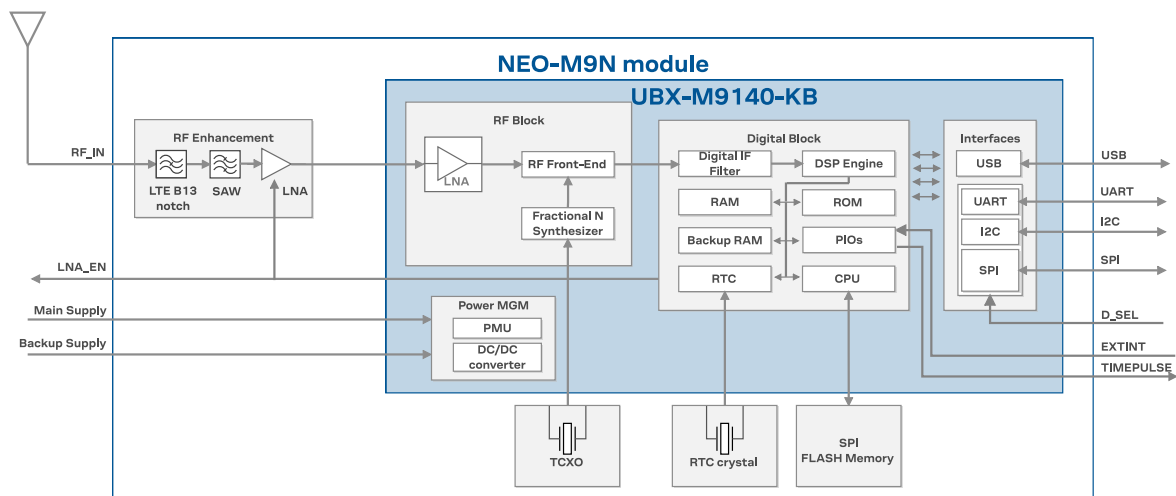 NEO-M9N module
UBX-M9140-KB
RF Enhancement
RF_IN
LTE B13
notch
SAW
LNA
RF Block
LNA
RF Front-End
Fractional N
Synthesizer
Digital Block
Digital IF
Filter
DSP Engine
RAM
ROM
Backup RAM
PIOs
RTC
CPU
Interfaces
USB
UART
I2C
SPI
USB
UART
I2C
SPI
D_SEL
EXTINT
TIMEPULSE
LNA_EN
Main Supply
Backup Supply
Power MGM
PMU
DC/DC
converter
TCXO
RTC crystal
SPI
FLASH Memory